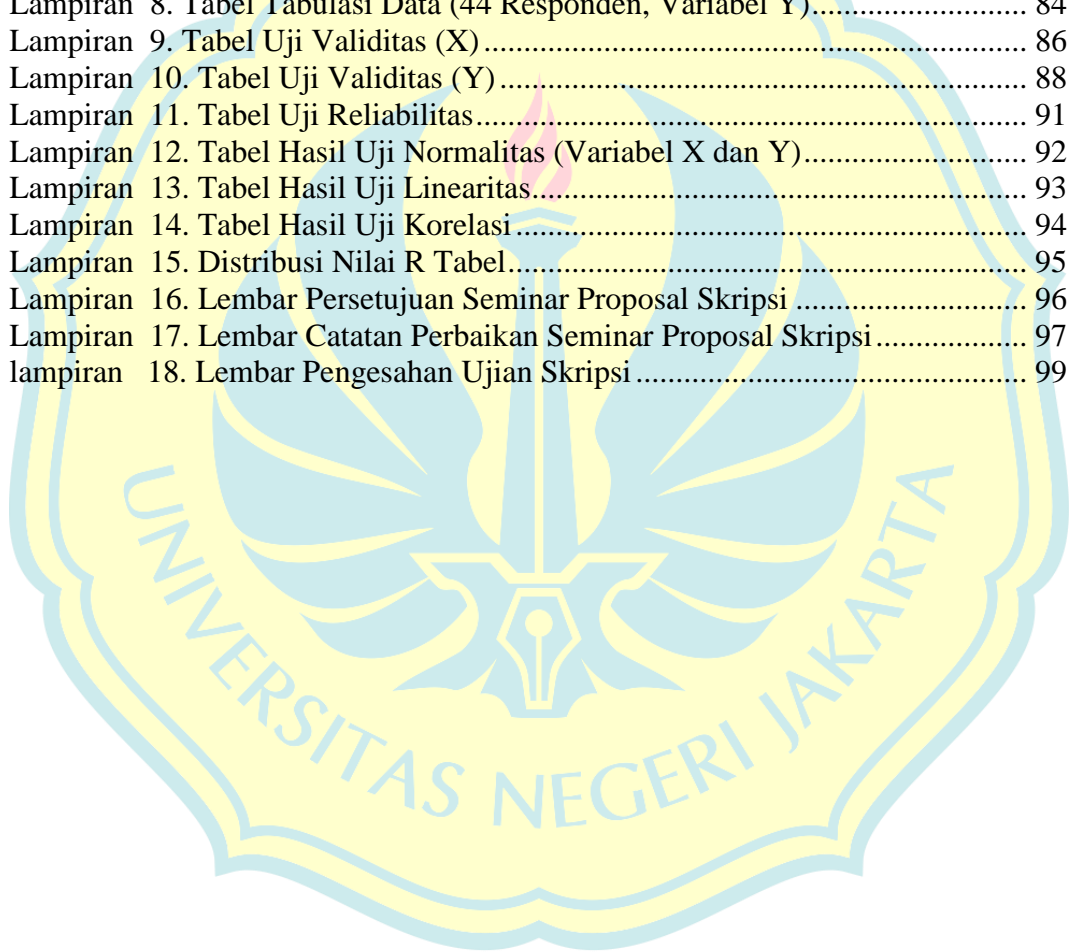 Lampiran 8. Tabel Tabulasi Data (44 Responden, Variabel Y)............................ 84
Lampiran 9. Tabel Uji Validitas (X)..................................................................... 86
Lampiran 10. Tabel Uji Validitas (Y)................................................................... 88
Lampiran 11. Tabel Uji Reliabilitas...................................................................... 91
Lampiran 12. Tabel Hasil Uji Normalitas (Variabel X dan Y)............................ 92
Lampiran 13. Tabel Hasil Uji Linearitas............................................................... 93
Lampiran 14. Tabel Hasil Uji Korelasi................................................................. 94
Lampiran 15. Distribusi Nilai R Tabel.................................................................. 95
Lampiran 16. Lembar Persetujuan Seminar Proposal Skripsi ............................. 96
Lampiran 17. Lembar Catatan Perbaikan Seminar Proposal Skripsi................... 97
lampiran 18. Lembar Pengesahan Ujian Skripsi .................................................. 99
UNIVERSITAS NEGERI JAKARTA